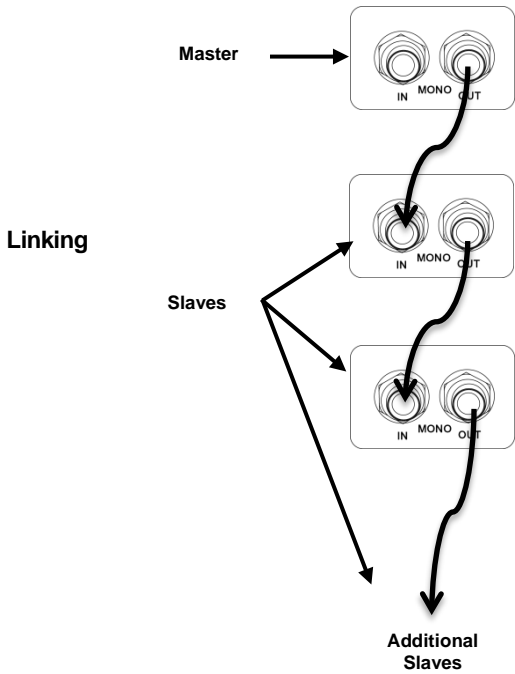 Master
IN MONO OUT
Linking
IN MONO OUT
Slaves
IN MONO OUT
Additional
Slaves